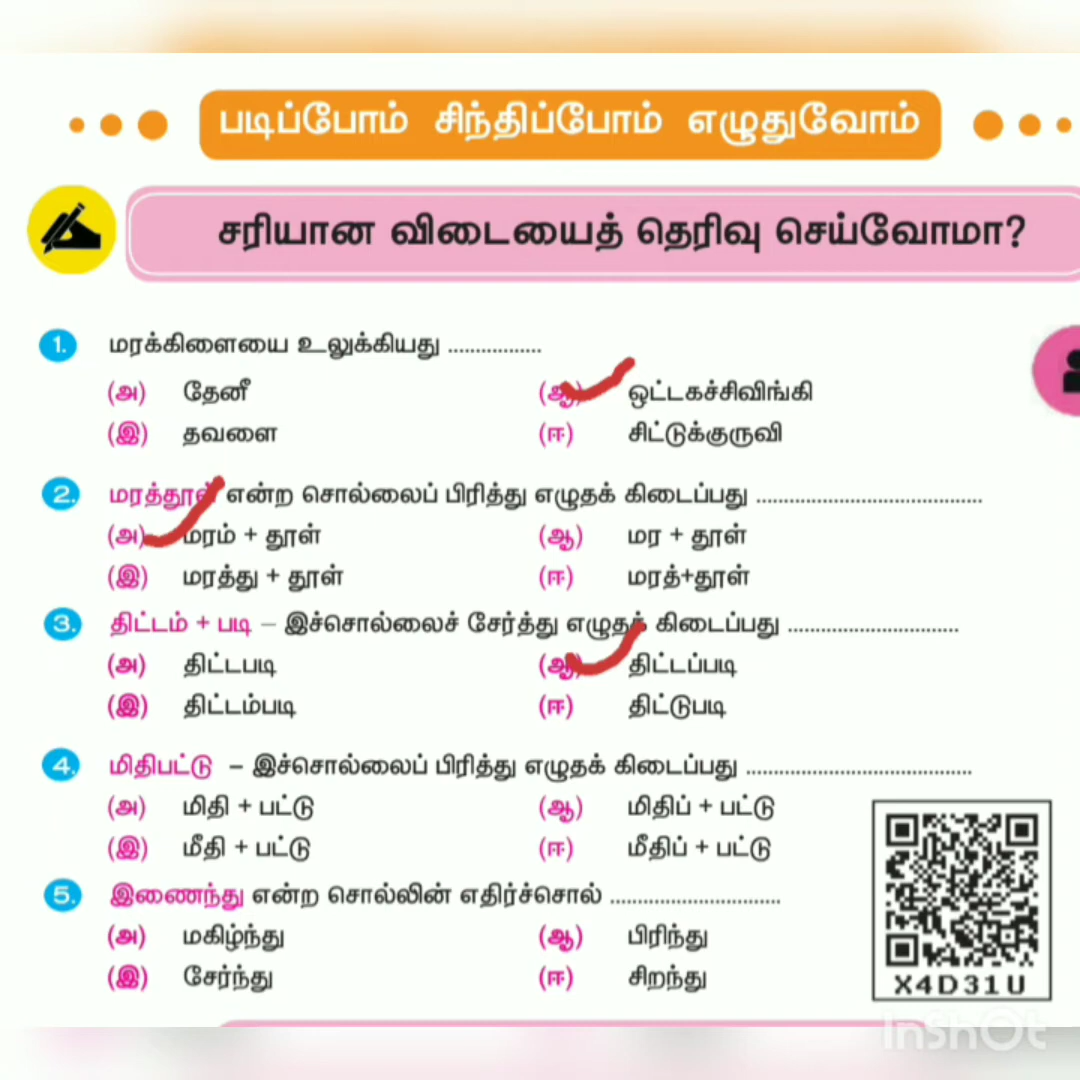 படிப்போம் சிந்திப்போம் எழுதுவோம்
சரியான விடையைத் தெரிவு செய்வோமா?
1. மரக்கிளையை உலுக்கியது .................
(அ) தேனீ (ஆ) ஒட்டகச்சிவிங்கி
(இ) தவளை (ஈ) சிட்டுக்குருவி
2. மரத்தூள் என்ற சொல்லைப் பிரித்து எழுதக் கிடைப்பது ..................................
(அ) மரம் + தூள் (ஆ) மர + தூள்
(இ) மரத்து + தூள் (ஈ) மரத்+தூள்
3. திட்டம் + படி – இச்சொல்லைச் சேர்த்து எழுதக் கிடைப்பது ..........................
(அ) திட்டபடி (ஆ) திட்டப்படி
(இ) திட்டம்படி (ஈ) திட்டுபடி
4. மிதிபட்டு – இச்சொல்லைப் பிரித்து எழுதக் கிடைப்பது ..................................
(அ) மிதி + பட்டு (ஆ) மிதிப் + பட்டு
(இ) மீதி + பட்டு (ஈ) மீதிப் + பட்டு
5. இணைந்து என்ற சொல்லின் எதிர்ச்சொல் ..........................
(அ) மகிழ்ந்து (ஆ) பிரிந்து
(இ) சேர்ந்து (ஈ) சிறந்து
X4D31U
InShOt